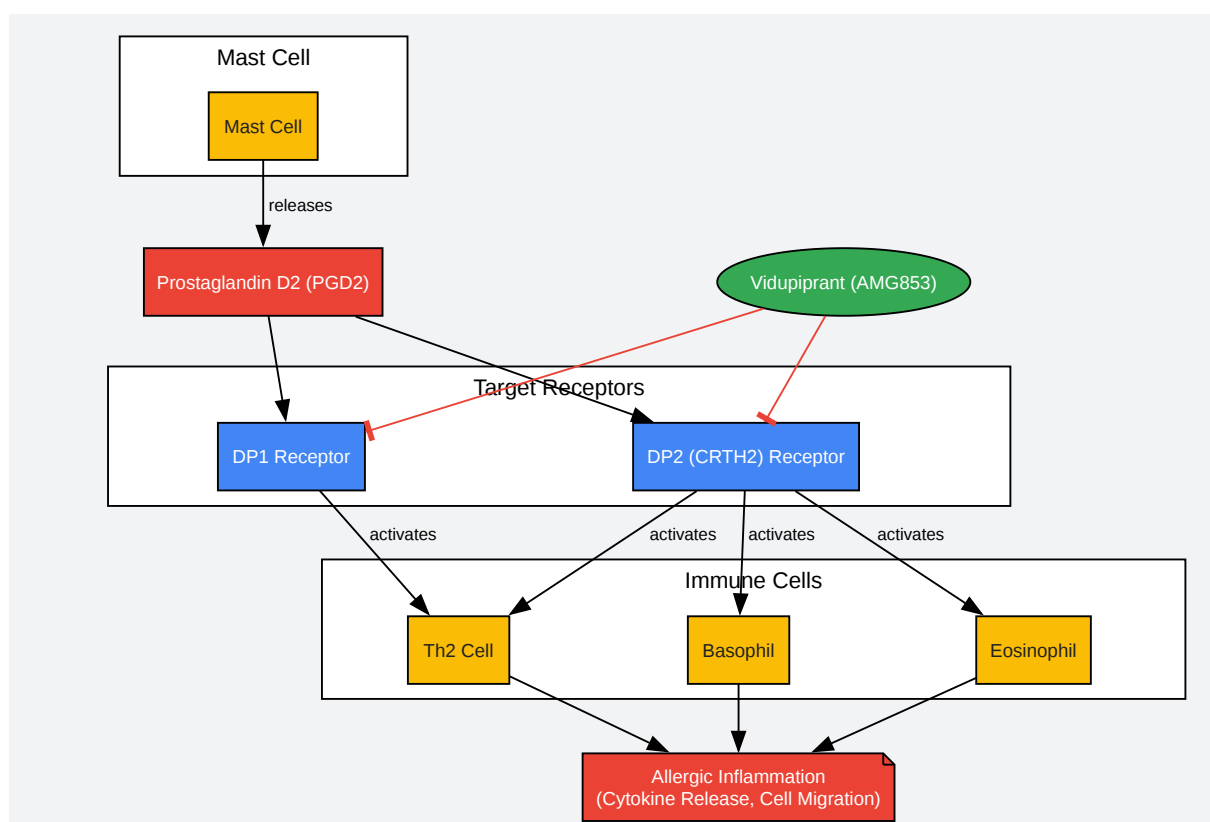 Mast Cell
Mast Cell
releases
Prostaglandin D2 (PGD2)
Vidupiprant (AMG853)
Target Receptors
DP1 Receptor
DP2 (CRTH2) Receptor
activates
activates
activates
activates
Immune Cells
Th2 Cell
Basophil
Eosinophil
Allergic Inflammation
(Cytokine Release, Cell Migration)